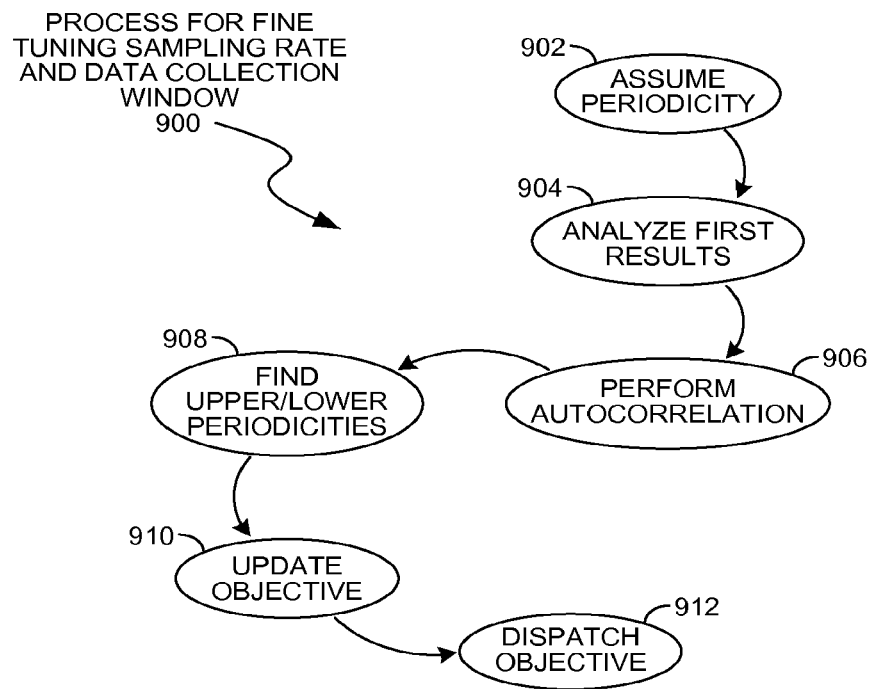 PROCESS FOR FINE
TUNING SAMPLING RATE
AND DATA COLLECTION
WINDOW
900
902
ASSUME
PERIODICITY
904
ANALYZE FIRST
RESULTS
906
PERFORM
AUTOCORRELATION
908
FIND
UPPER/LOWER
PERIODICITIES
910
UPDATE
OBJECTIVE
912
DISPATCH
OBJECTIVE